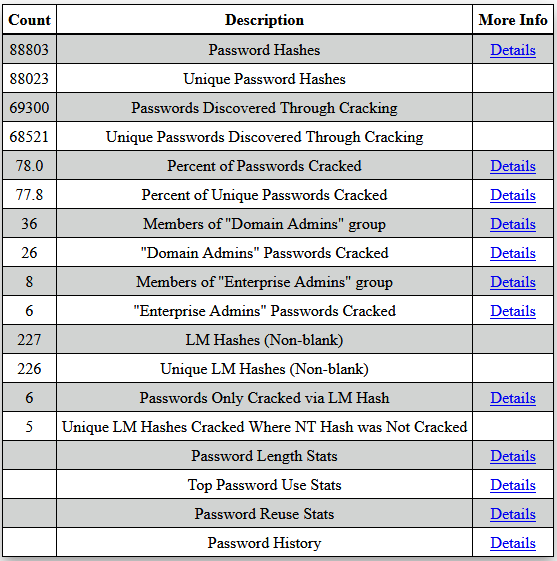 Count Description More Info
88803 Password Hashes Details
88023 Unique Password Hashes
69300 Passwords Discovered Through Cracking
68521 Unique Passwords Discovered Through Cracking
78.0 Percent of Passwords Cracked Details
77.8 Percent of Unique Passwords Cracked Details
36 Members of "Domain Admins" group Details
26 "Domain Admins" Passwords Cracked Details
8 Members of "Enterprise Admins" group Details
6 "Enterprise Admins" Passwords Cracked Details
227 LM Hashes (Non-blank)
226 Unique LM Hashes (Non-blank)
6 Passwords Only Cracked via LM Hash Details
5 Unique LM Hashes Cracked Where NT Hash was Not Cracked
Password Length Stats Details
Top Password Use Stats Details
Password Reuse Stats Details
Password History Details